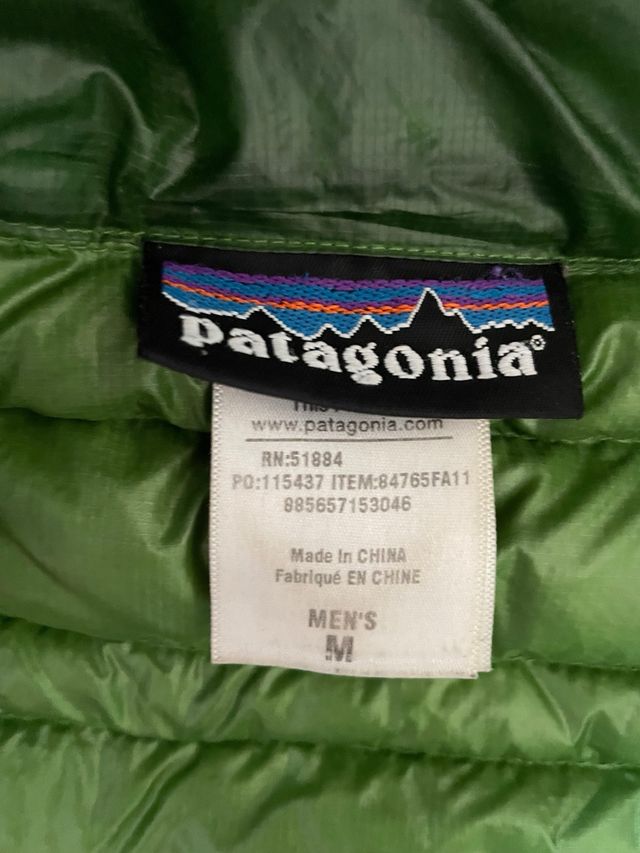 patagonia®
www.patagonia.com
RN:51884
PO:115437 ITEM:84765FA11
885657153046
Made in CHINA
Fabriqué EN CHINE
MEN'S
M